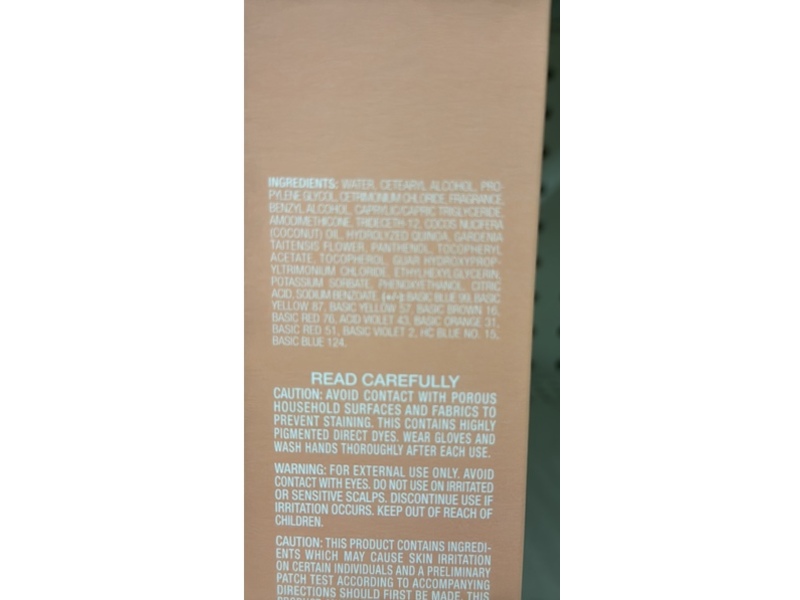 INGREDIENTS: WATER, CETEARYL ALCOHOL, PRO-
PYLENE GLYCOL, CETRIMONIUM CHLORIDE, FRAGRANCE,
BENZYL ALCOHOL, CAPRYLIC/CAPRIC TRIGLYCERIDE,
AMODIMETHICONE, TRIDECETH-12, COCOS NUCIFERA
(COCONUT) OIL, HYDROLYZED QUINOA, GARDENIA
TAITENSIS FLOWER, PANTHENOL, TOCOPHERYL
ACETATE, TOCOPHEROL, GUAR HYDROXYPROP-
YLTRIMONIUM CHLORIDE, ETHYLHEXYLGLYCERIN,
POTASSIUM SORBATE, PHENOXYETHANOL, CITRIC
ACID, SODIUM BENZOATE. (+/-): BASIC BLUE 99, BASIC
YELLOW 87, BASIC YELLOW 57, BASIC BROWN 16,
BASIC RED 76, ACID VIOLET 43, BASIC ORANGE 31,
BASIC RED 51, BASIC VIOLET 2, HC BLUE NO. 15,
BASIC BLUE 124.
READ CAREFULLY
CAUTION: AVOID CONTACT WITH POROUS
HOUSEHOLD SURFACES AND FABRICS TO
PREVENT STAINING. THIS CONTAINS HIGHLY
PIGMENTED DIRECT DYES. WEAR GLOVES AND
WASH HANDS THOROUGHLY AFTER EACH USE.
WARNING: FOR EXTERNAL USE ONLY. AVOID
CONTACT WITH EYES. DO NOT USE ON IRRITATED
OR SENSITIVE SCALPS. DISCONTINUE USE IF
IRRITATION OCCURS. KEEP OUT OF REACH OF
CHILDREN.
CAUTION: THIS PRODUCT CONTAINS INGREDI-
ENTS WHICH MAY CAUSE SKIN IRRITATION
ON CERTAIN INDIVIDUALS AND A PRELIMINARY
PATCH TEST ACCORDING TO ACCOMPANYING
DIRECTIONS SHOULD FIRST BE MADE. THIS